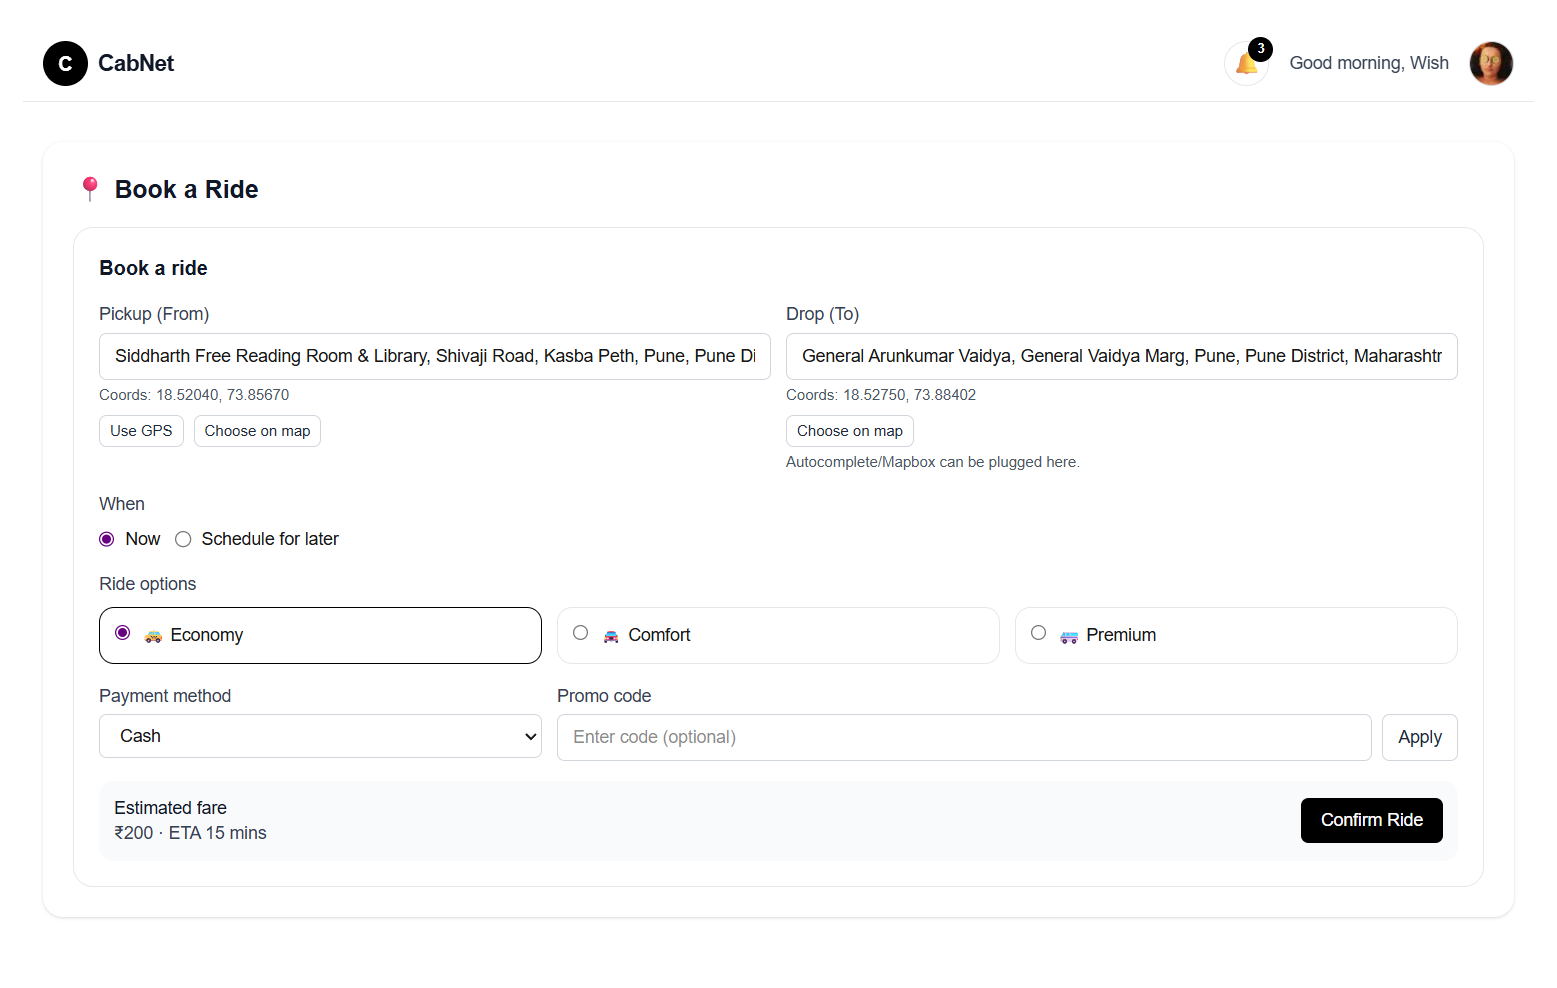 C CabNet
3
Good morning, Wish
Book a Ride
Book a ride
Pickup (From)
Siddharth Free Reading Room & Library, Shivaji Road, Kasba Peth, Pune, Pune Di
Coords: 18.52040, 73.85670
Use GPS Choose on map
Drop (To)
General Arunkumar Vaidya, General Vaidya Marg, Pune, Pune District, Maharashtr
Coords: 18.52750, 73.88402
Choose on map
Autocomplete/Mapbox can be plugged here.
When
Now Schedule for later
Ride options
Economy Comfort Premium
Payment method
Cash
Promo code
Enter code (optional) Apply
Estimated fare
₹200 · ETA 15 mins
Confirm Ride